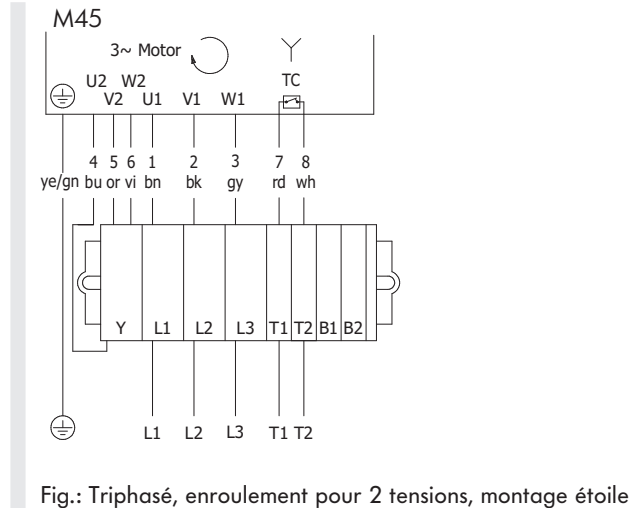 M45
3~ Motor
TC
U2 W2
V2 U1 V1 W1
4 5 6 1 2 3 7 8
ye/gn bu or vi bn bk gy rd wh
Y L1 L2 L3 T1 T2 B1 B2
L1 L2 L3 T1 T2
Fig.: Triphasé, enroulement pour 2 tensions, montage étoile